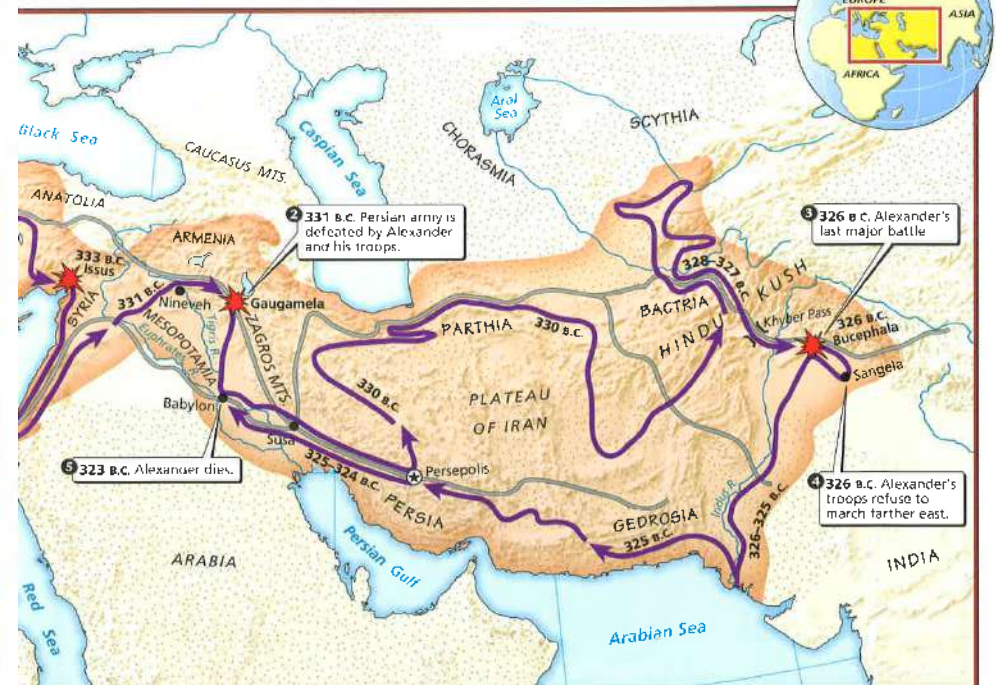 EUROPE
ASIA
AFRICA
Black Sea
CAUCASUS MTS.
Caspian Sea
Aral
Sea
CHORASMIA
SCYTHIA
ANATOLIA
ARMENIA
❷ 331 B.C. Persian army is
defeated by Alexander
and his troops.
❸ 326 B.C. Alexander's
last major battle
333 B.C.
Issus
SYRIA
331 B.C.
Nineveh
Gaugamela
MESOPOTAMIA
Tigris R.
Euphrates R.
ZAGROS MTS.
PARTHIA
330 B.C.
BACTRIA
328–327 B.C.
HINDU KUSH
Khyber Pass
326 B.C.
Bucephala
Sangela
330 B.C.
PLATEAU
OF IRAN
Babylon
Susa
❺ 323 B.C. Alexander dies.
325–324 B.C.
Persepolis
PERSIA
GEDROSIA
325 B.C.
Indus R.
326–325 B.C.
❹ 326 B.C. Alexander's
troops refuse to
march farther east.
INDIA
ARABIA
Persian Gulf
Red Sea
Arabian Sea